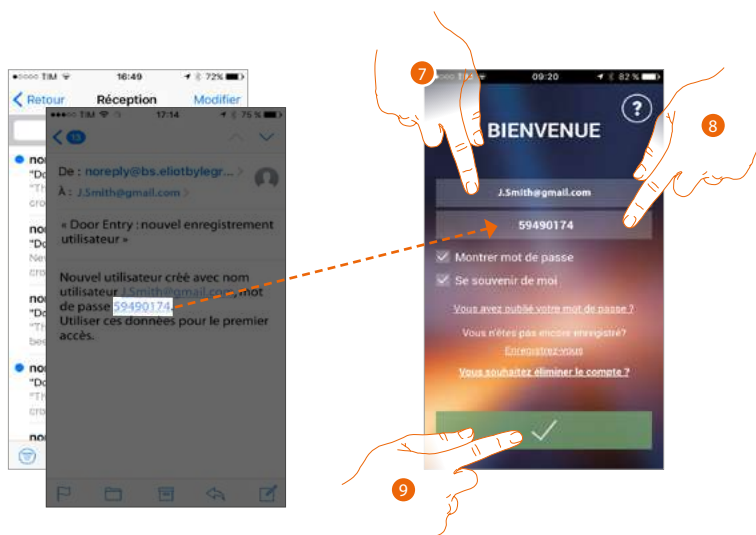 TIM 16:49 72%
Retour Réception Modifier
TIM 17:14 75 %
13
De : noreply@bs.eliotbylegr...
À : J.Smith@gmail.com
« Door Entry : nouvel enregistrement
utilisateur »
Nouvel utilisateur créè avec nom
utilisateur J.Smith@gmail.com, mot
de passe 59490174.
Utiliser ces données pour le premier
accès.
7
TIM 09:20 82 %
?
BIENVENUE
8
J.Smith@gmail.com
59490174
Montrer mot de passe
Se souvenir de moi
Vous avez oublié votre mot de passe ?
Vous n'êtes pas encore enregistré?
Enregistrez-vous
Vous souhaitez éliminer le compte ?
9